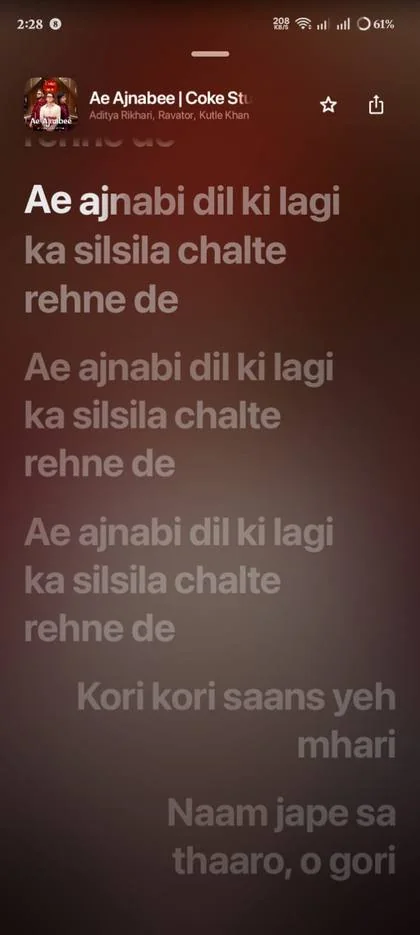 2:28 8 208 KB/S 61%
Ae Ajnabee | Coke Stu
Aditya Rikhari, Ravator, Kutle Khan
Ae Ajnabee
rehne de
Ae ajnabi dil ki lagi
ka silsila chalte
rehne de
Ae ajnabi dil ki lagi
ka silsila chalte
rehne de
Ae ajnabi dil ki lagi
ka silsila chalte
rehne de
Kori kori saans yeh
mhari
Naam jape sa
thaaro, o gori